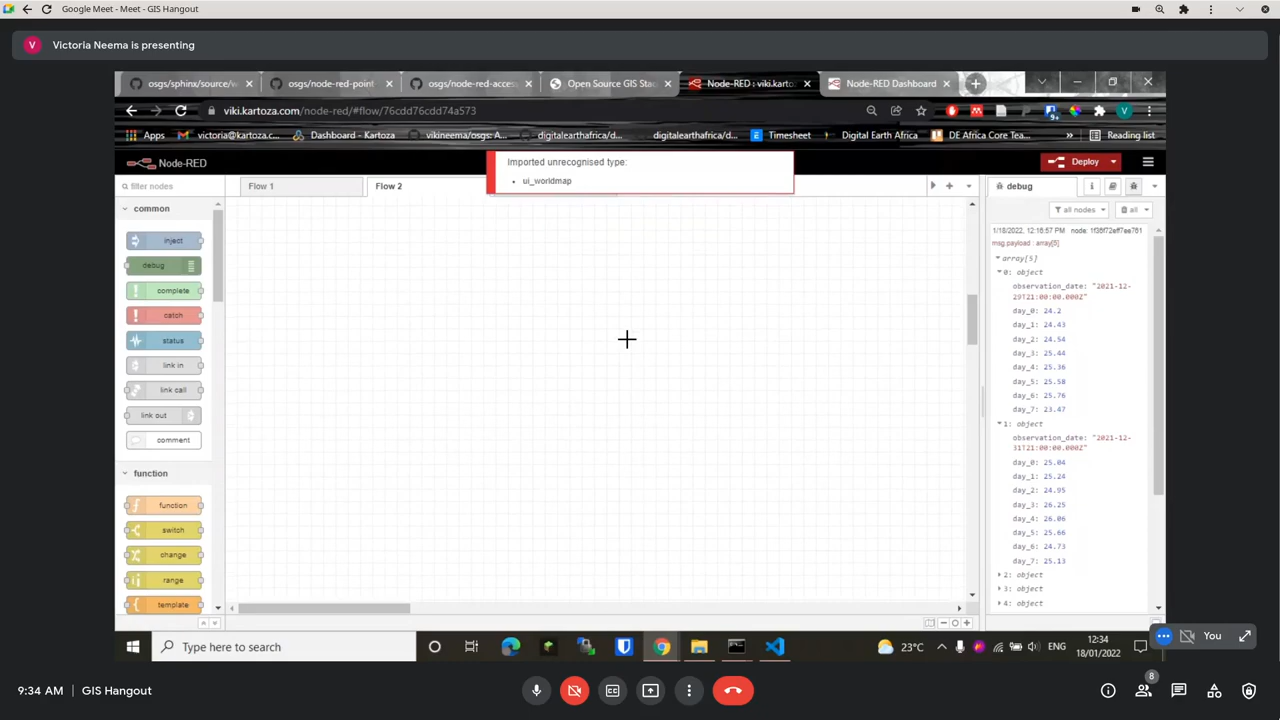 Google Meet - Meet - GIS Hangout
V
Victoria Neema is presenting
osgs/sphinx/source/w
osgs/node-red-point
osgs/node-red-acces
Open Source GIS Stac
Node-RED : viki.karto
Node-RED Dashboard
viki.kartoza.com/node-red/#flow/76cdd76cdd74a573
V
Apps
victoria@kartoza.c...
Dashboard - Kartoza
vikineema/osgs: A...
digitalearthafrica/d...
digitalearthafrica/d...
Timesheet
Digital Earth Africa
DE Africa Core Tea...
»
Reading list
Node-RED
Imported unrecognised type:
• ui_worldmap
Deploy
filter nodes
Flow 1
Flow 2
debug
all nodes
all
common
inject
debug
complete
catch
status
link in
link call
link out
comment
function
function
switch
change
range
template
1/18/2022, 12:16:57 PM node: 1f36f72eff7ee761
msg.payload : array[5]
array[5]
0: object
observation_date: "2021-12-
29T21:00:00.000Z"
day_0: 24.2
day_1: 24.43
day_2: 24.54
day_3: 25.44
day_4: 25.36
day_5: 25.58
day_6: 25.76
day_7: 23.47
1: object
observation_date: "2021-12-
31T21:00:00.000Z"
day_0: 25.04
day_1: 25.24
day_2: 24.95
day_3: 26.25
day_4: 26.06
day_5: 25.66
day_6: 24.73
day_7: 25.13
2: object
3: object
4: object
Type here to search
23°C
ENG
12:34
18/01/2022
You
9:34 AM
GIS Hangout
8